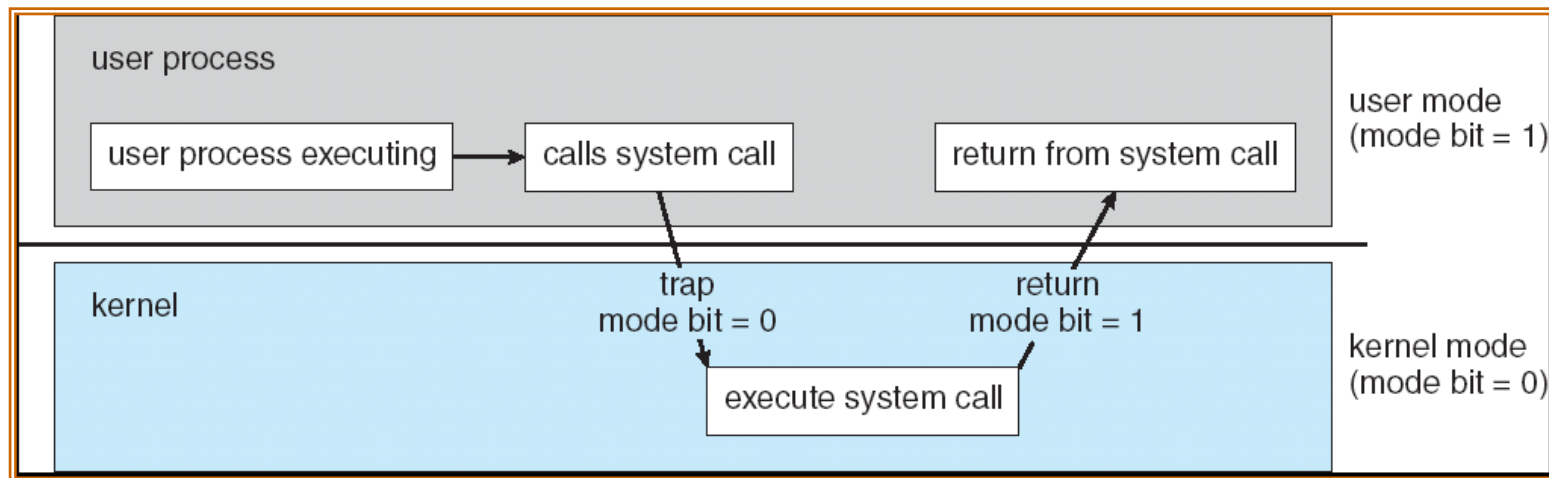 user process
user process executing
calls system call
return from system call
user mode
(mode bit = 1)
kernel
trap
mode bit = 0
return
mode bit = 1
execute system call
kernel mode
(mode bit = 0)